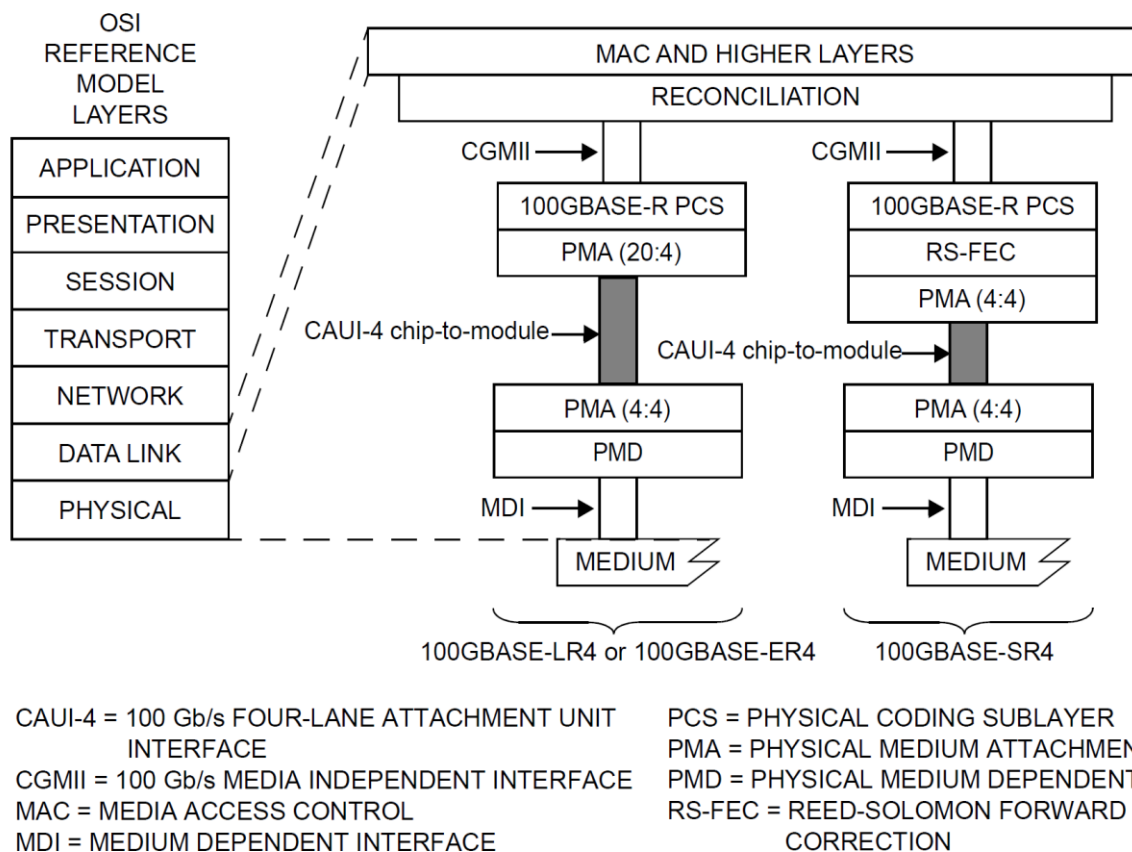 OSI
REFERENCE
MODEL
LAYERS
APPLICATION
PRESENTATION
SESSION
TRANSPORT
NETWORK
DATA LINK
PHYSICAL
MAC AND HIGHER LAYERS
RECONCILIATION
CGMII
100GBASE-R PCS
PMA (20:4)
CAUI-4 chip-to-module
PMA (4:4)
PMD
MDI
MEDIUM
100GBASE-LR4 or 100GBASE-ER4
CGMII
100GBASE-R PCS
RS-FEC
PMA (4:4)
CAUI-4 chip-to-module
PMA (4:4)
PMD
MDI
MEDIUM
100GBASE-SR4
CAUI-4 = 100 Gb/s FOUR-LANE ATTACHMENT UNIT
INTERFACE
CGMII = 100 Gb/s MEDIA INDEPENDENT INTERFACE
MAC = MEDIA ACCESS CONTROL
MDI = MEDIUM DEPENDENT INTERFACE
PCS = PHYSICAL CODING SUBLAYER
PMA = PHYSICAL MEDIUM ATTACHMEN
PMD = PHYSICAL MEDIUM DEPENDENT
RS-FEC = REED-SOLOMON FORWARD
CORRECTION